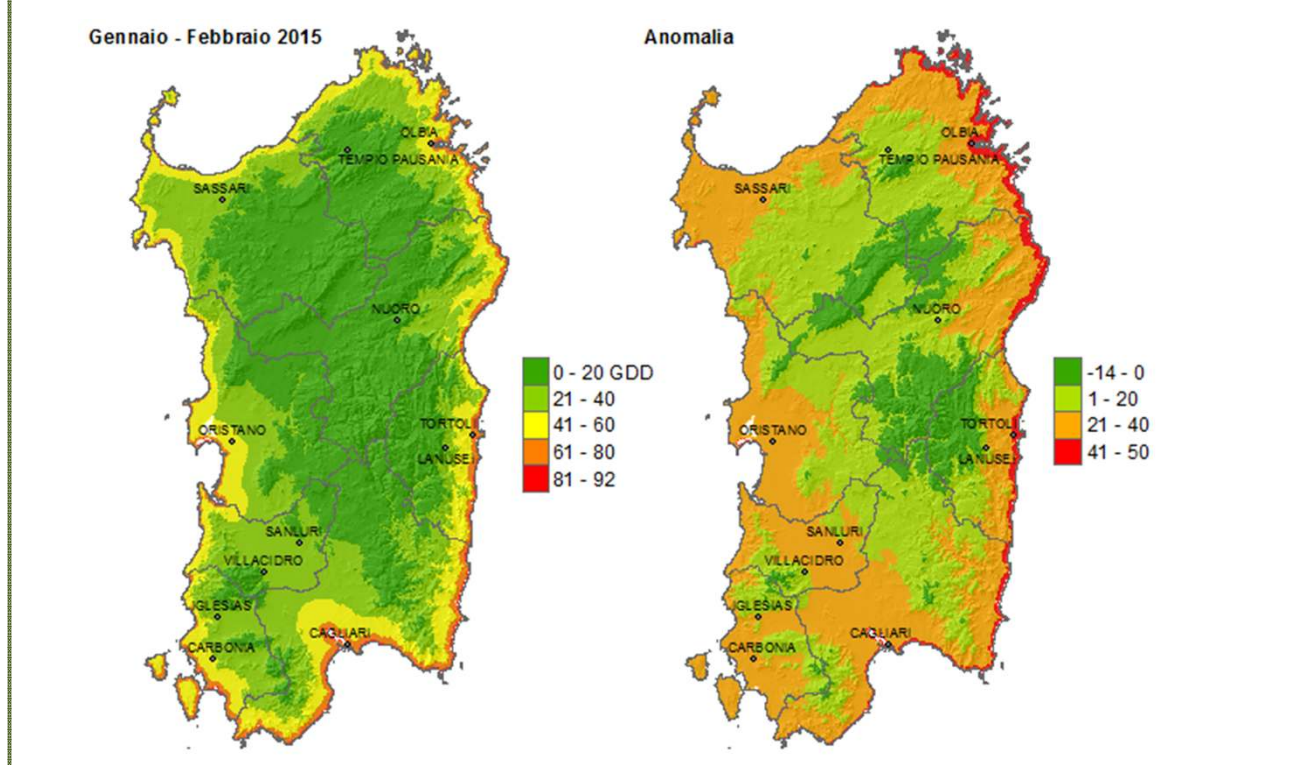 Gennaio - Febbraio 2015
OLBIA
TEMPIO PAUSANIA
SASSARI
NUORO
ORISTANO
TORTOLI
LANUSEI
SANLURI
VILLACIDRO
IGLESIAS
CAGLIARI
CARBONIA
0 - 20 GDD
21 - 40
41 - 60
61 - 80
81 - 92
Anomalia
OLBIA
TEMPIO PAUSANIA
SASSARI
NUORO
ORISTANO
TORTOLI
LANUSEI
SANLURI
VILLACIDRO
IGLESIAS
CAGLIARI
CARBONIA
-14 - 0
1 - 20
21 - 40
41 - 50